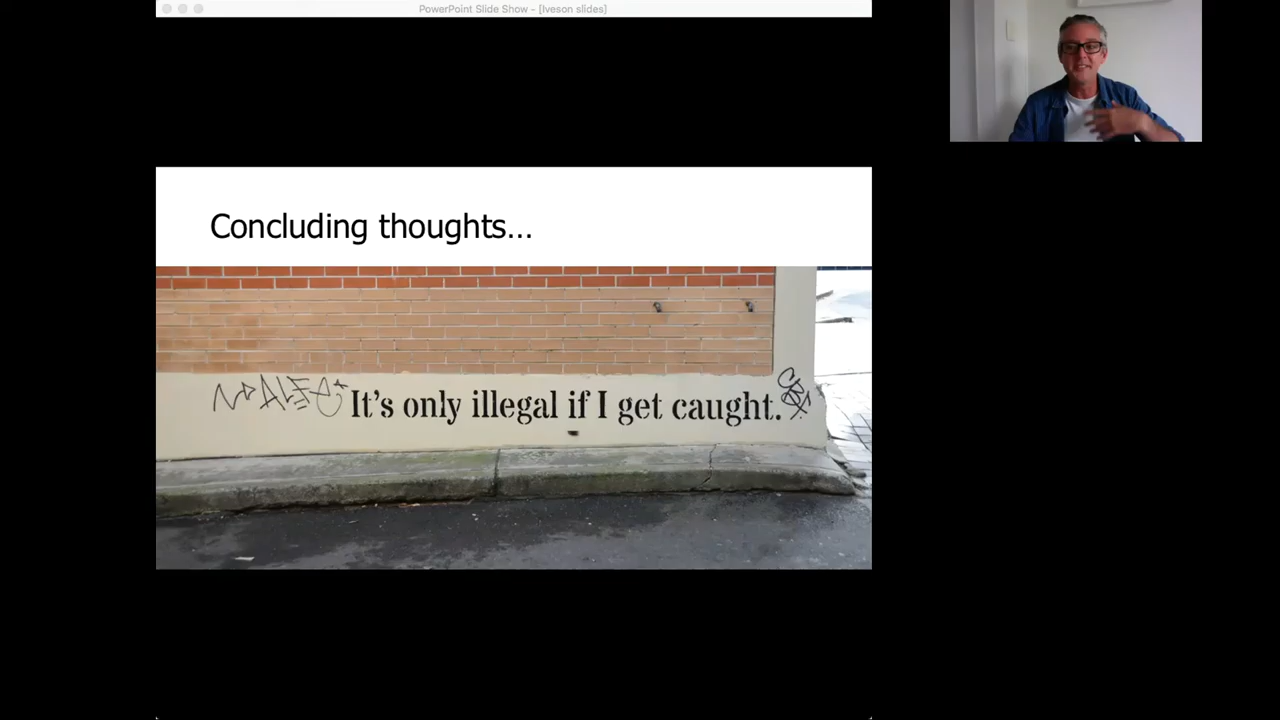 PowerPoint Slide Show - [Iveson slides]
Concluding thoughts...
It's only illegal if I get caught.